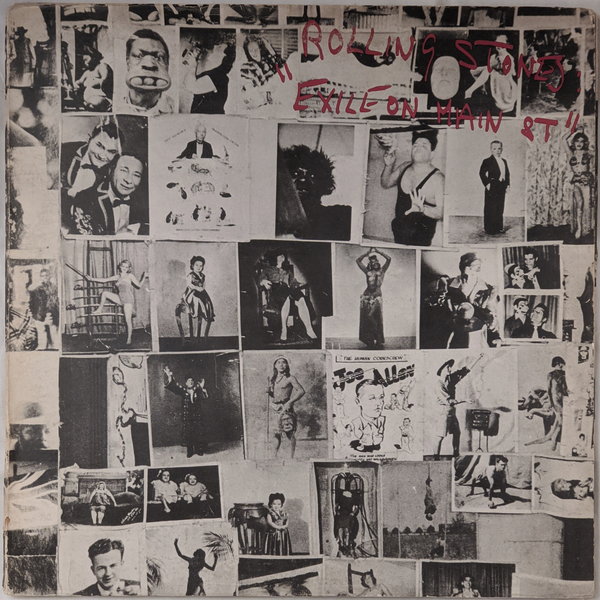 "ROLLING STONES,
EXILE ON MAIN ST"
THE HUMAN CORKSCREW
Joe Allen